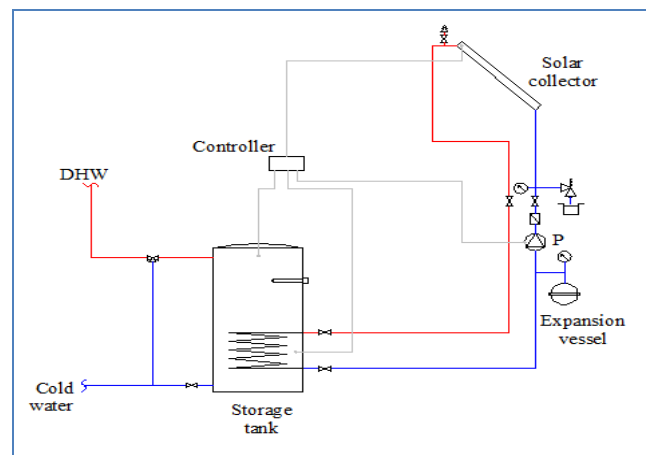 Solar
collector
Controller
DHW
P
Expansion
vessel
Cold
water
Storage
tank